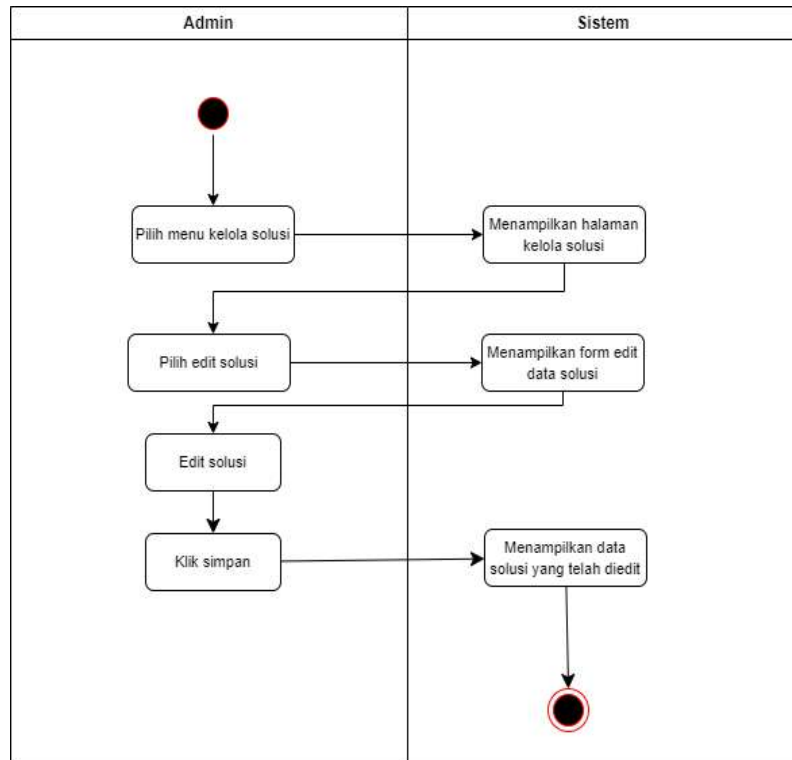 Admin
Sistem
Pilih menu kelola solusi
Menampilkan halaman
kelola solusi
Pilih edit solusi
Menampilkan form edit
data solusi
Edit solusi
Klik simpan
Menampilkan data
solusi yang telah diedit